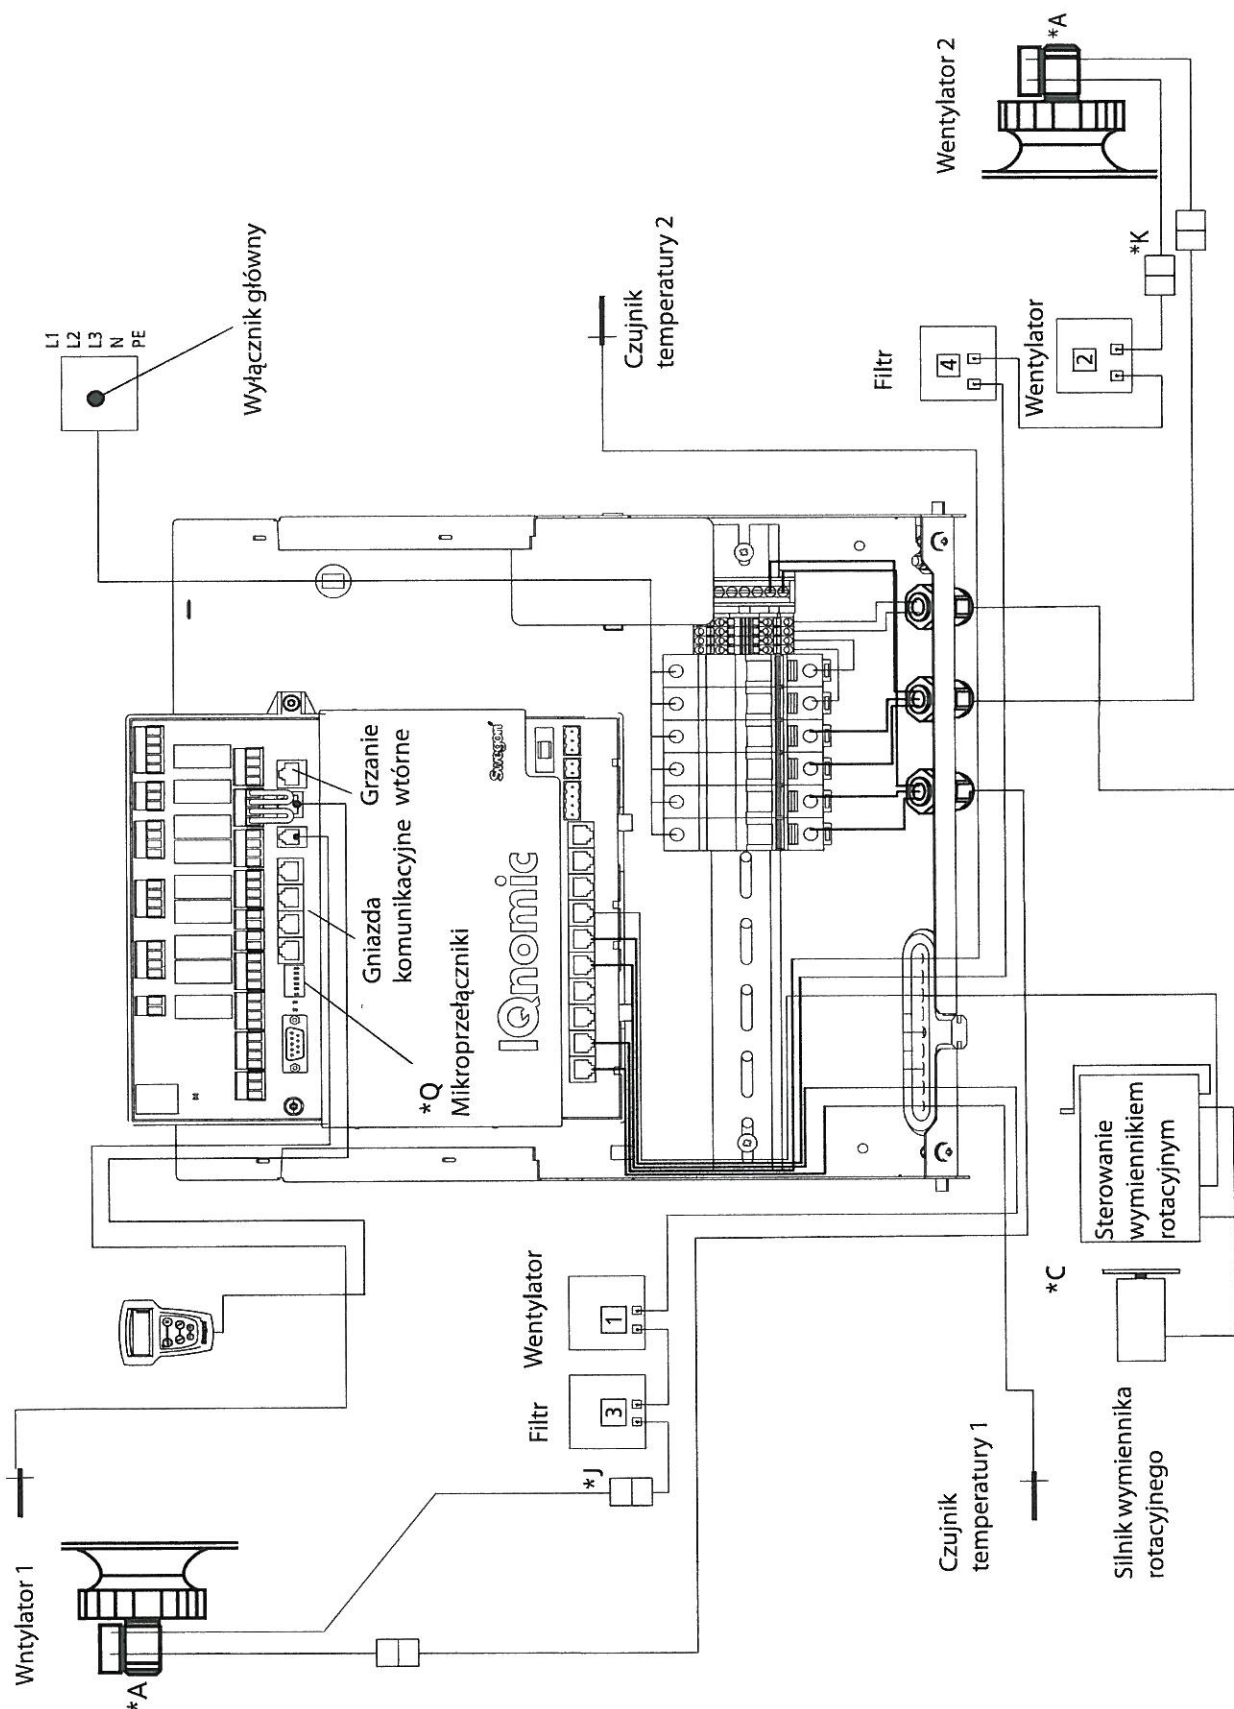 Wntylator 1
*A
Wyłącznik główny
L1
L2
L3
N
PE
Grzanie
Gniazda
komunikacyjne wtórne
*Q
Mikroprzełączniki
IQnomic
Swegon
Czujnik
temperatury 2
Wentylator 2
*A
*K
Filtr
4
Wentylator
2
Wentylator
1
Filtr
3
*J
Czujnik
temperatury 1
*C
Sterowanie
wymiennikiem
rotacyjnym
Silnik wymiennika
rotacyjnego